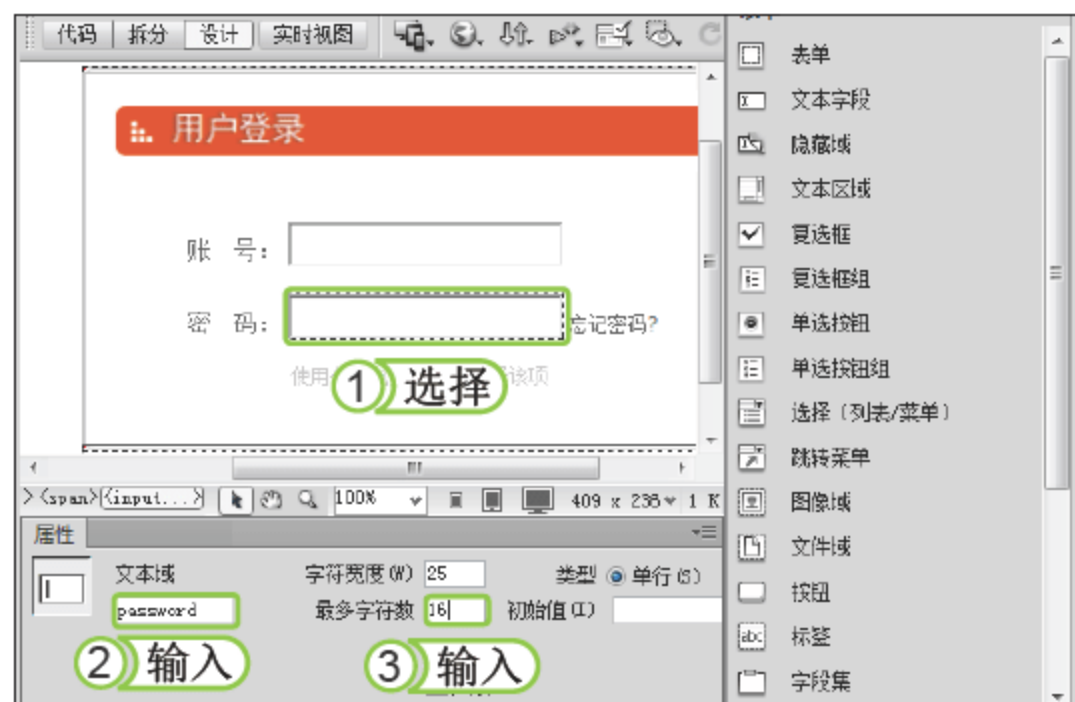 代码 拆分 设计 实时视图
用户登录
账 号：
密 码： 忘记密码?
使用 该项
① 选择
> <span> <input...> 100% 409 x 238 1 K
属性
文本域 字符宽度(W) 25 类型 单行(S)
password 最多字符数 16 初始值(I)
② 输入 ③ 输入
表单
文本字段
隐藏域
文本区域
复选框
复选框组
单选按钮
单选按钮组
选择（列表/菜单）
跳转菜单
图像域
文件域
按钮
abc 标签
字段集